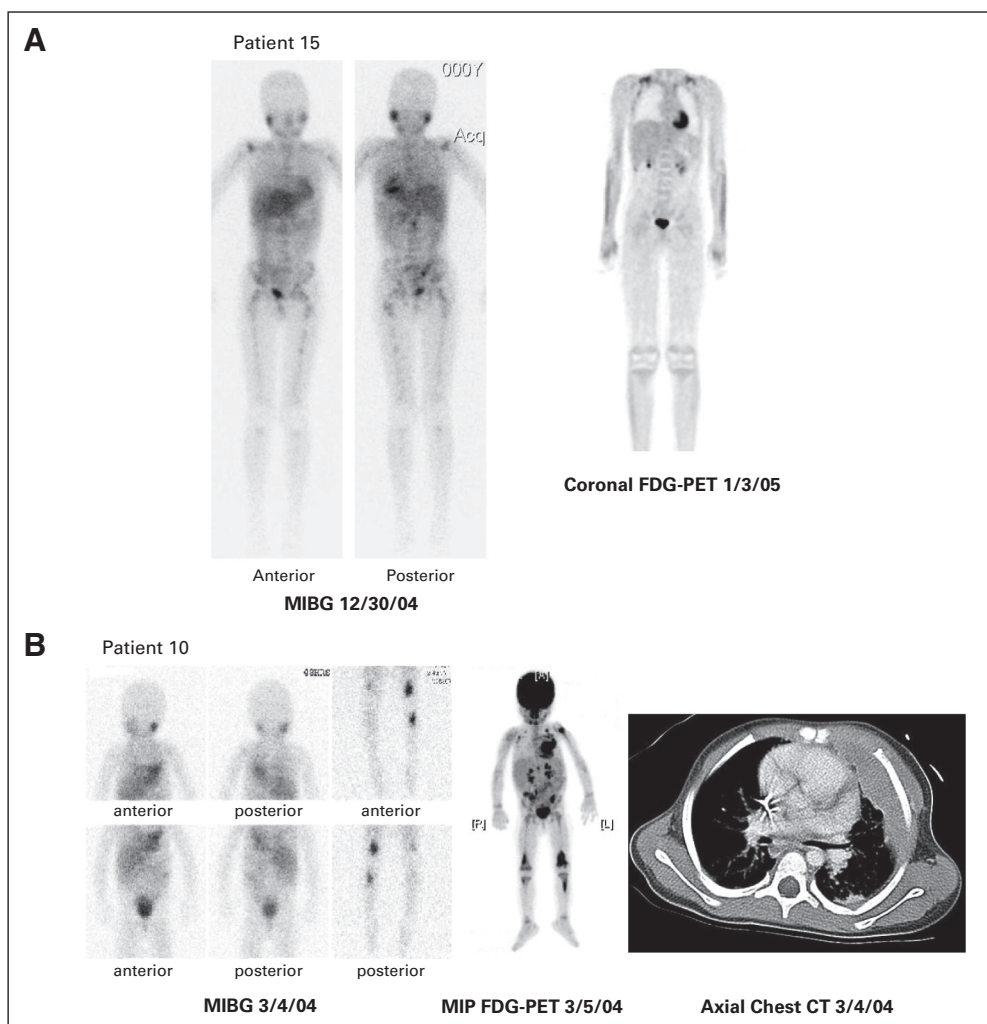 A
Patient 15
000Y
Acq
Coronal FDG-PET 1/3/05
Anterior
Posterior
MIBG 12/30/04
B
Patient 10
[A]
anterior
posterior
anterior
[R]
[L]
anterior
posterior
posterior
MIBG 3/4/04
MIP FDG-PET 3/5/04
Axial Chest CT 3/4/04